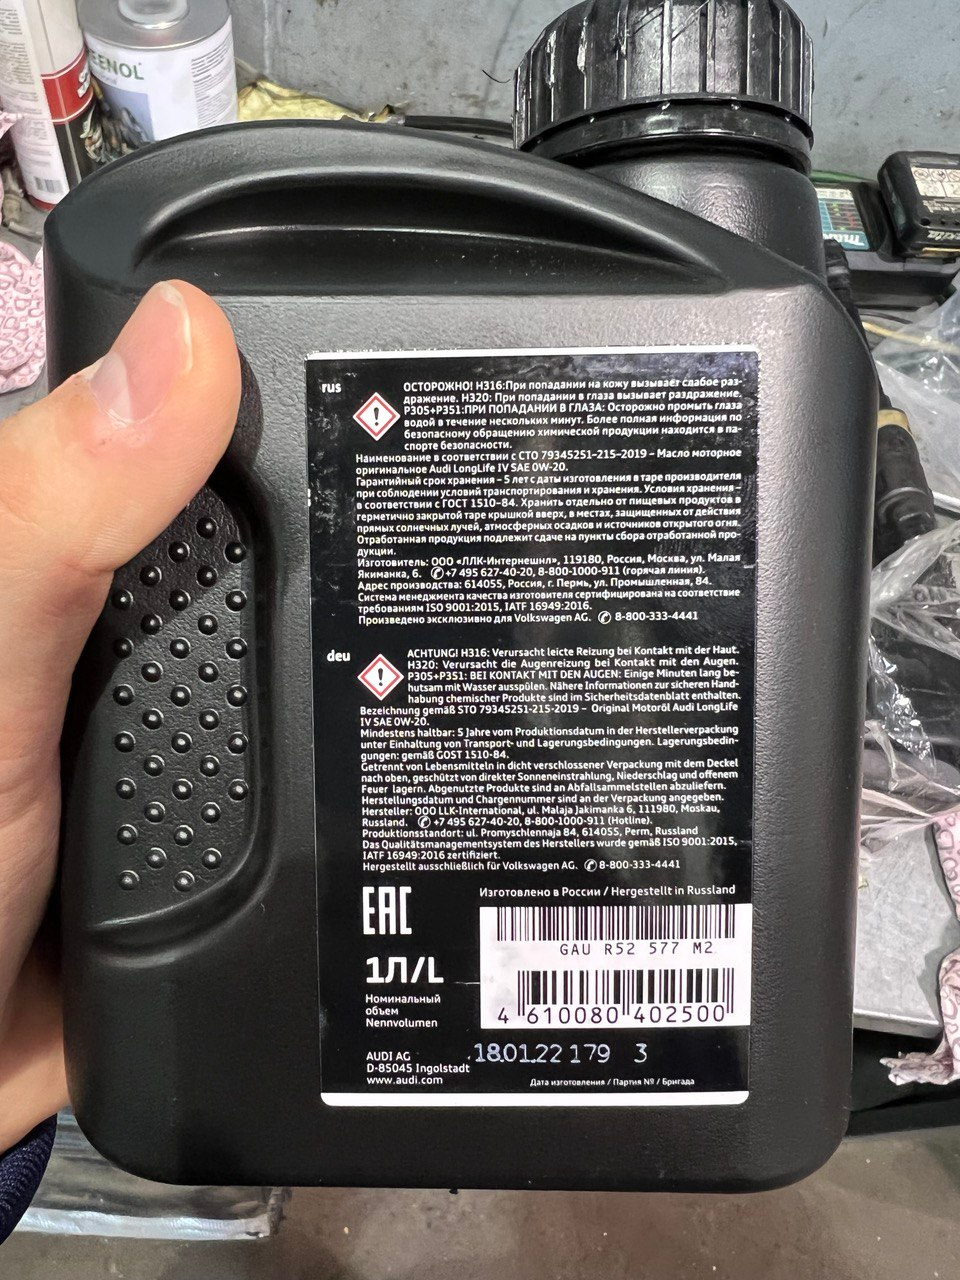 EENOL
makita
makita
rus
ОСТОРОЖНО! H316:При попадании на кожу вызывает слабое раз-
дражение. H320: При попадании в глаза вызывает раздражение.
P305+P351:ПРИ ПОПАДАНИИ В ГЛАЗА: Осторожно промыть глаза
водой в течение нескольких минут. Более полная информация по
безопасному обращению химической продукции находится в па-
спорте безопасности.
Наименование в соответствии с СТО 79345251-215-2019 – Масло моторное
оригинальное Audi LongLife IV SAE 0W-20.
Гарантийный срок хранения – 5 лет с даты изготовления в таре производителя
при соблюдении условий транспортирования и хранения. Условия хранения –
в соответствии с ГОСТ 1510-84. Хранить отдельно от пищевых продуктов в
герметично закрытой таре крышкой вверх, в местах, защищенных от действия
прямых солнечных лучей, атмосферных осадков и источников открытого огня.
Отработанная продукция подлежит сдаче на пункты сбора отработанной про-
дукции.
Изготовитель: ООО «ЛЛК-Интернешнл», 119180, Россия, Москва, ул. Малая
Якиманка, 6. ✆+7 495 627-40-20, 8-800-1000-911 (горячая линия).
Адрес производства: 614055, Россия, г. Пермь, ул. Промышленная, 84.
Система менеджмента качества изготовителя сертифицирована на соответствие
требованиям ISO 9001:2015, IATF 16949:2016.
Произведено эксклюзивно для Volkswagen AG. ✆ 8-800-333-4441
deu
ACHTUNG! H316: Verursacht leichte Reizung bei Kontakt mit der Haut.
H320: Verursacht die Augenreizung bei Kontakt mit den Augen.
P305+P351: BEI KONTAKT MIT DEN AUGEN: Einige Minuten lang be-
hutsam mit Wasser ausspülen. Nähere Informationen zur sicheren Hand-
habung chemischer Produkte sind im Sicherheitsdatenblatt enthalten.
Bezeichnung gemäß STO 79345251-215-2019 – Original Motoröl Audi LongLife
IV SAE 0W-20.
Mindestens haltbar: 5 Jahre vom Produktionsdatum in der Herstellerverpackung
unter Einhaltung von Transport- und Lagerungsbedingungen. Lagerungsbedin-
gungen: gemäß GOST 1510-84.
Getrennt von Lebensmitteln in dicht verschlossener Verpackung mit dem Deckel
nach oben, geschützt von direkter Sonneneinstrahlung, Niederschlag und offenem
Feuer lagern. Abgenutzte Produkte sind an Abfallsammelstellen abzuliefern.
Herstellungsdatum und Chargennummer sind an der Verpackung angegeben.
Hersteller: OOO LLK-International, ul. Malaja Jakimanka 6, 111980, Moskau,
Russland. ✆ +7 495 627-40-20, 8-800-1000-911 (Hotline).
Produktionsstandort: ul. Promyschlennaja 84, 614055, Perm, Russland
Das Qualitätsmanagementsystem des Herstellers wurde gemäß ISO 9001:2015,
IATF 16949:2016 zertifiziert.
Hergestellt ausschließlich für Volkswagen AG. ✆ 8-800-333-4441
EAC
Изготовлено в России / Hergestellt in Russland
GAU R52 577 M2
1Л/L
Номинальный
объем
Nennvolumen
4 610080 402500
AUDI AG
D-85045 Ingolstadt
www.audi.com
18.01.22 179 3
Дата изготовления / Партия № / Бригада